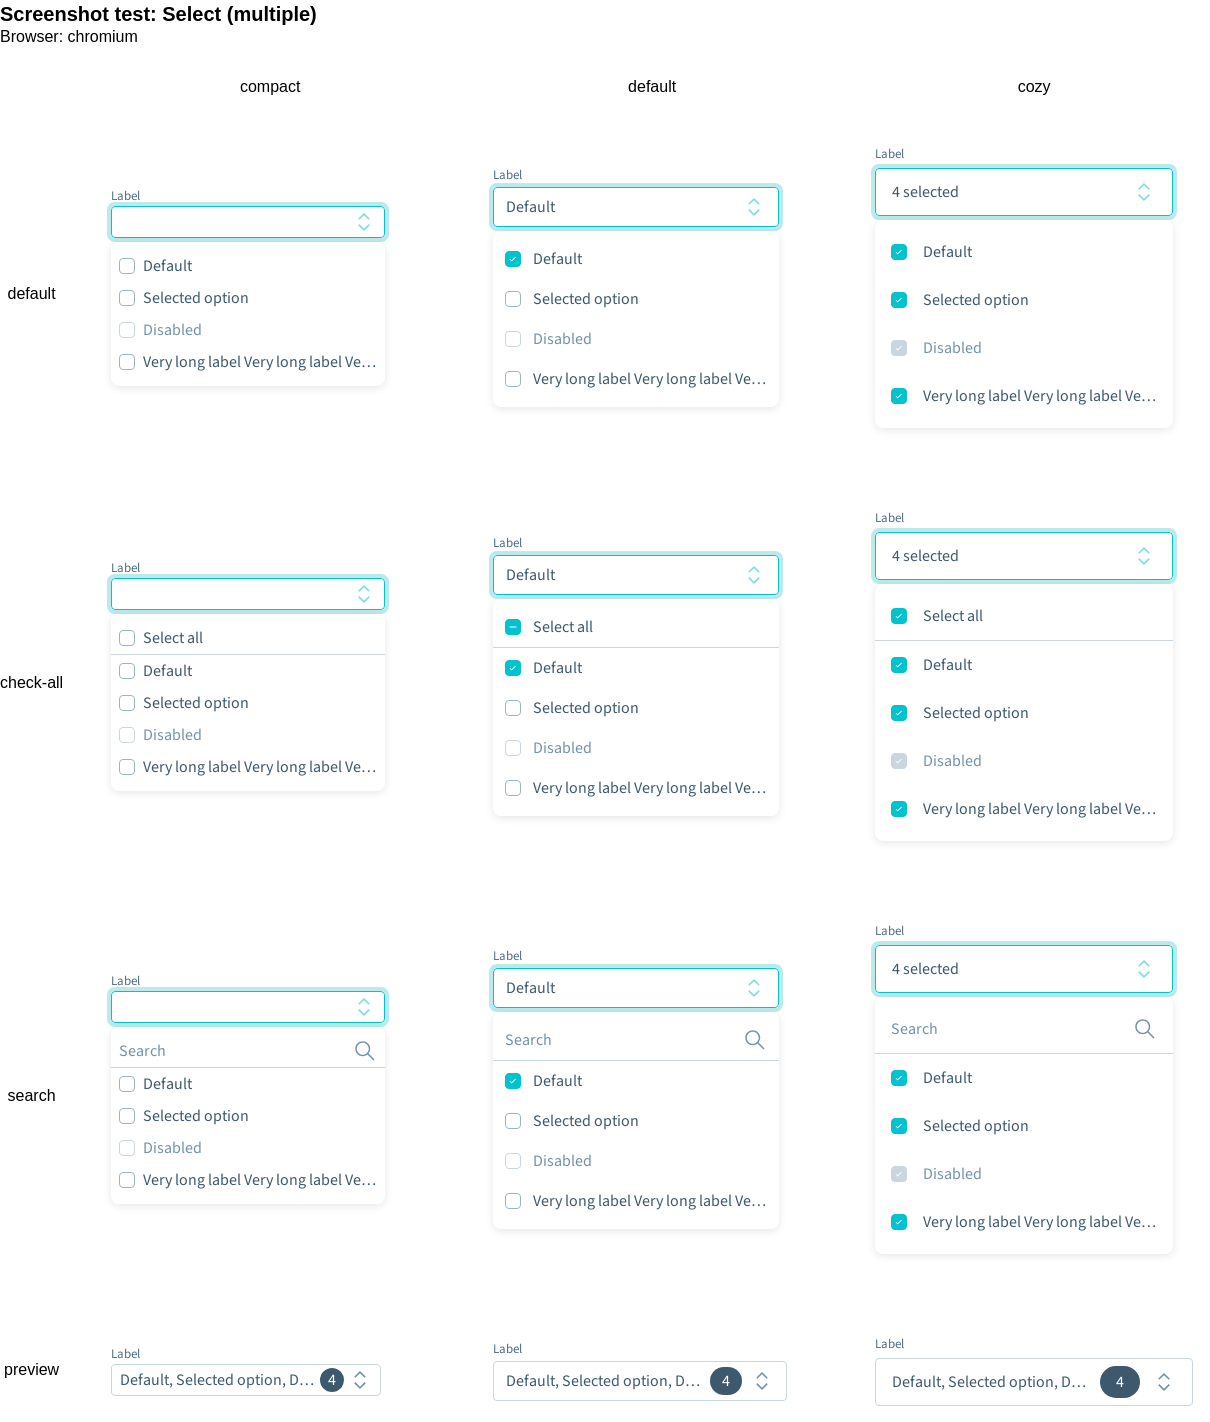 Screenshot test: Select (multiple)
Browser: chromium
compact
default
cozy
default
Label
Default
Selected option
Disabled
Very long label Very long label Ve…
Label
Default
Default
Selected option
Disabled
Very long label Very long label Ve…
Label
4 selected
Default
Selected option
Disabled
Very long label Very long label Ve…
check-all
Label
Select all
Default
Selected option
Disabled
Very long label Very long label Ve…
Label
Default
Select all
Default
Selected option
Disabled
Very long label Very long label Ve…
Label
4 selected
Select all
Default
Selected option
Disabled
Very long label Very long label Ve…
search
Label
Search
Default
Selected option
Disabled
Very long label Very long label Ve…
Label
Default
Search
Default
Selected option
Disabled
Very long label Very long label Ve…
Label
4 selected
Search
Default
Selected option
Disabled
Very long label Very long label Ve…
preview
Label
Default, Selected option, D… 4
Label
Default, Selected option, D… 4
Label
Default, Selected option, D… 4